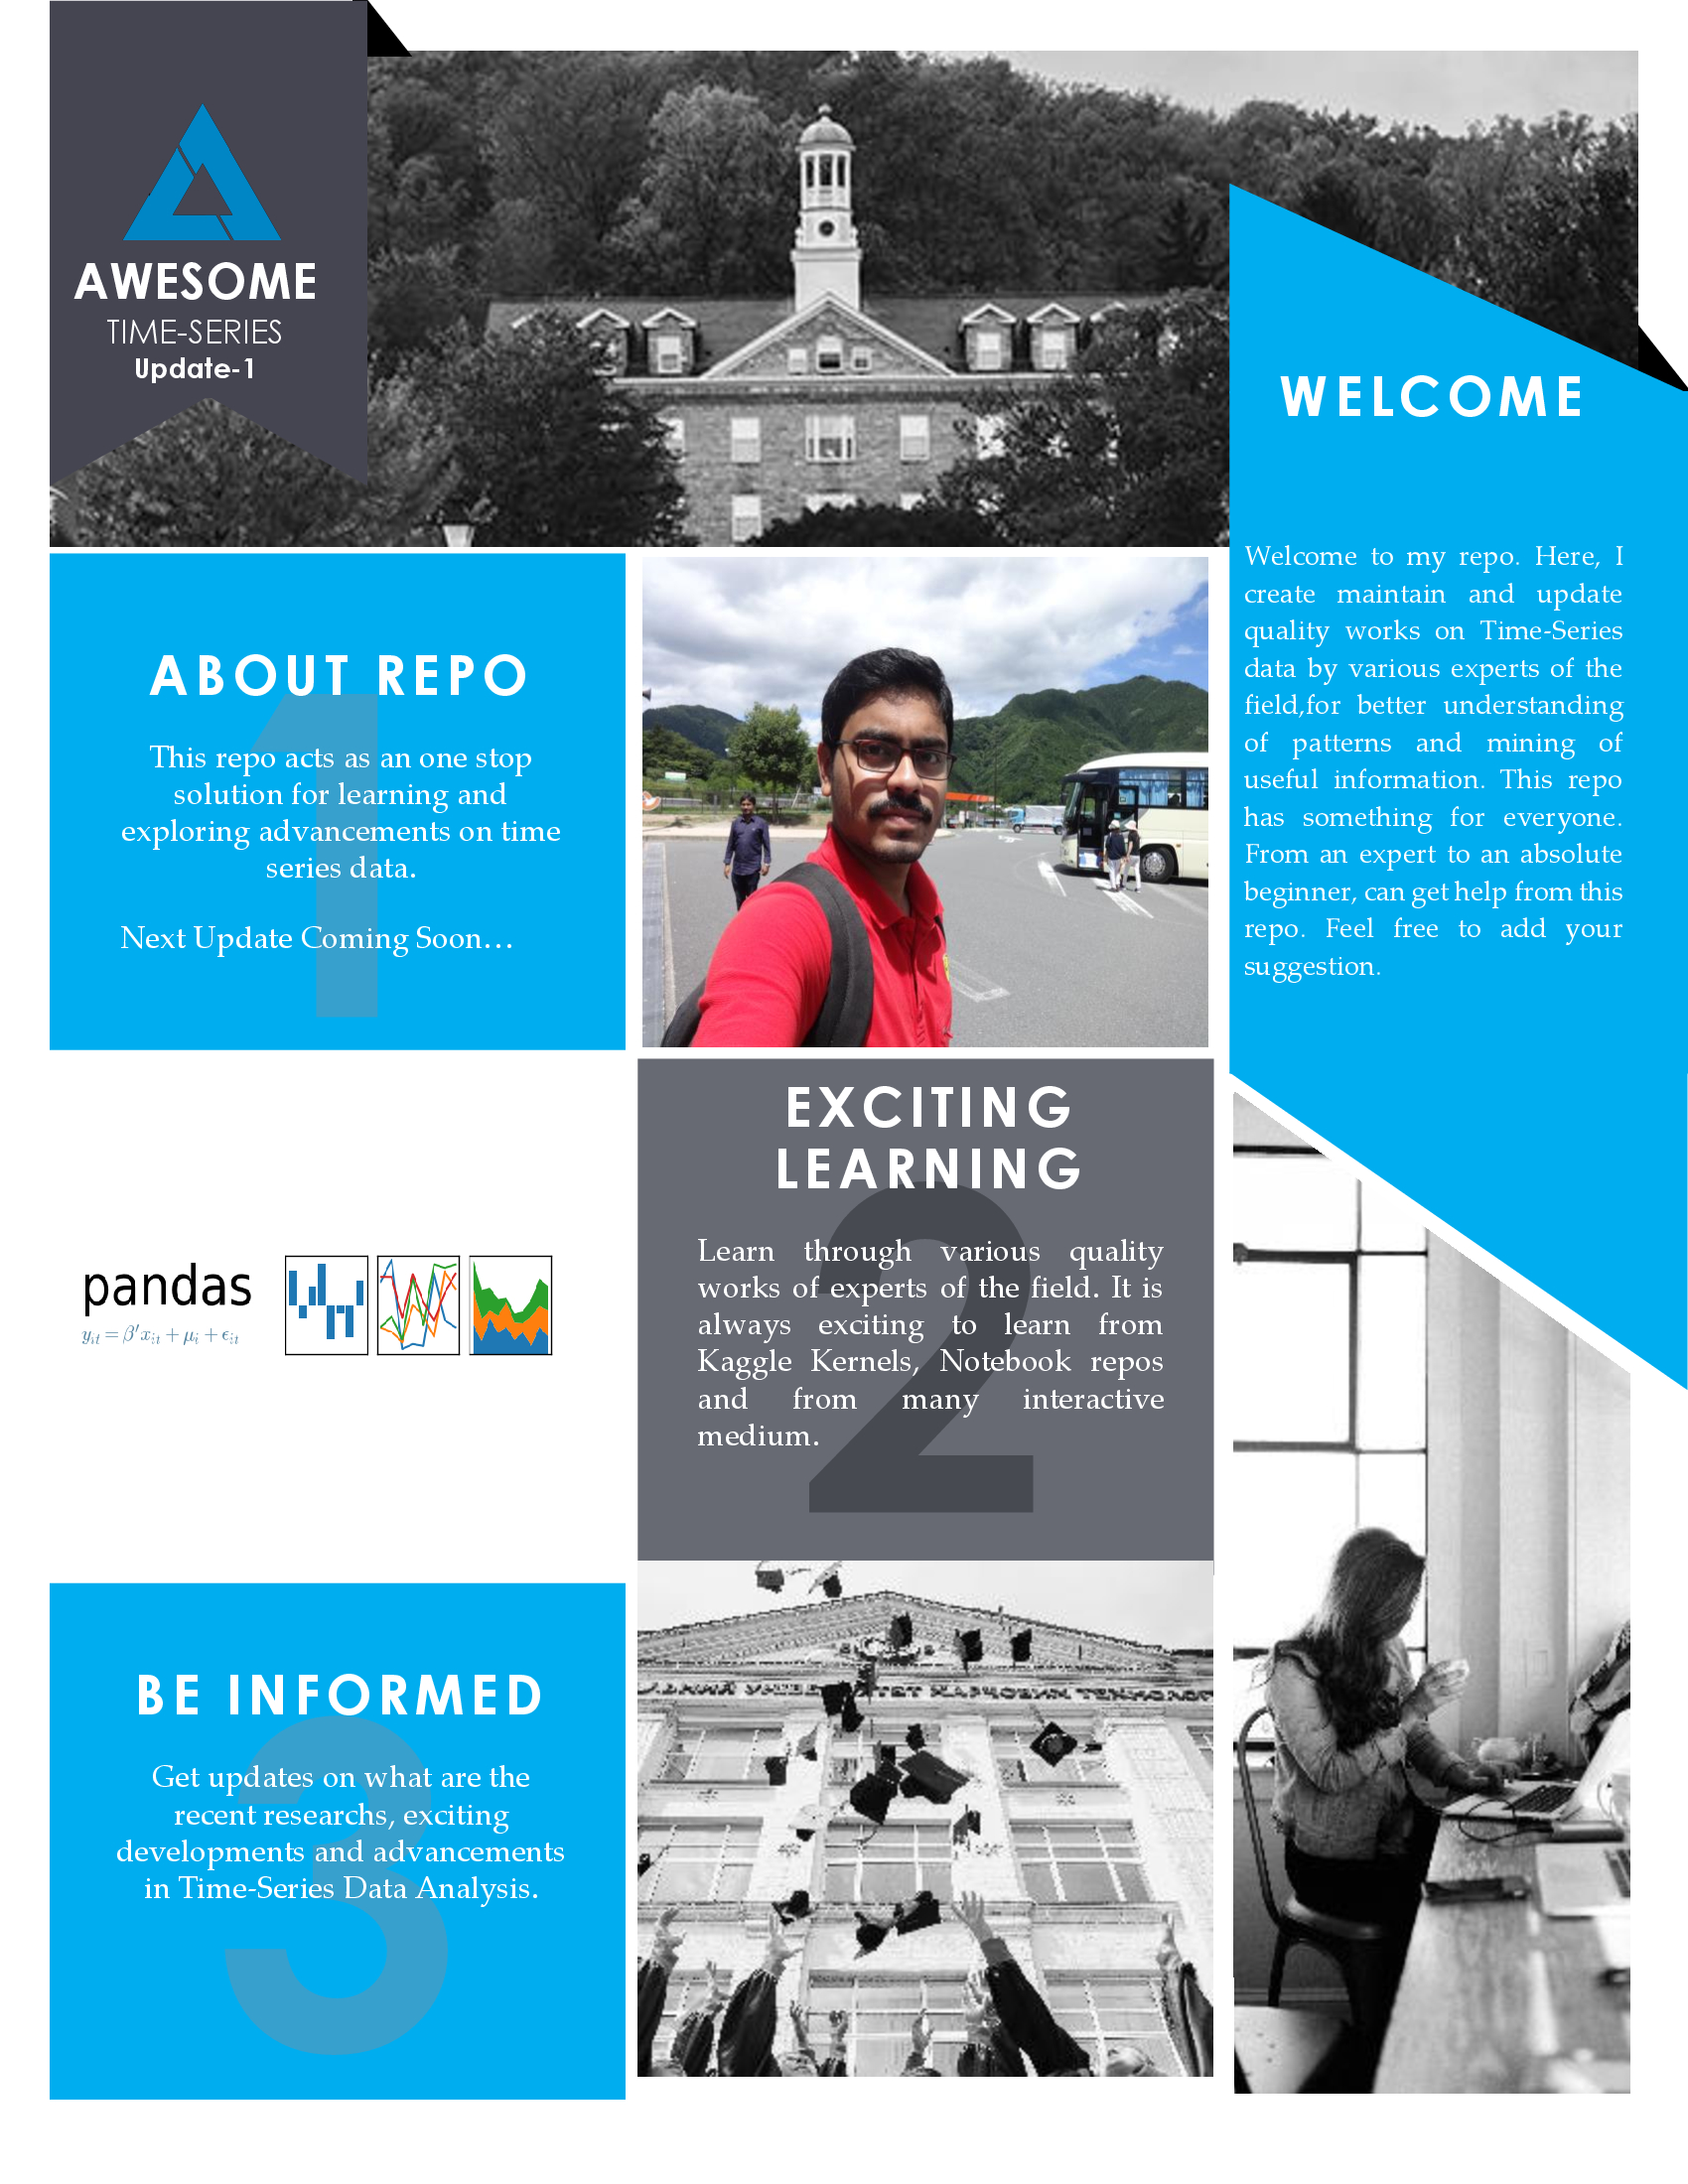 AWESOME
TIME-SERIES
Update-1
WELCOME
Welcome to my repo. Here, I
create maintain and update
quality works on Time-Series
data by various experts of the
field,for better understanding
of patterns and mining of
useful information. This repo
has something for everyone.
From an expert to an absolute
beginner, can get help from this
repo. Feel free to add your
suggestion.
ABOUT REPO
1
This repo acts as an one stop
solution for learning and
exploring advancements on time
series data.
Next Update Coming Soon…
EXCITING
LEARNING
2
Learn through various quality
works of experts of the field. It is
always exciting to learn from
Kaggle Kernels, Notebook repos
and from many interactive
medium.
pandas
y_{it} = β′x_{it} + μ_i + ϵ_{it}
BE INFORMED
3
Get updates on what are the
recent researchs, exciting
developments and advancements
in Time-Series Data Analysis.